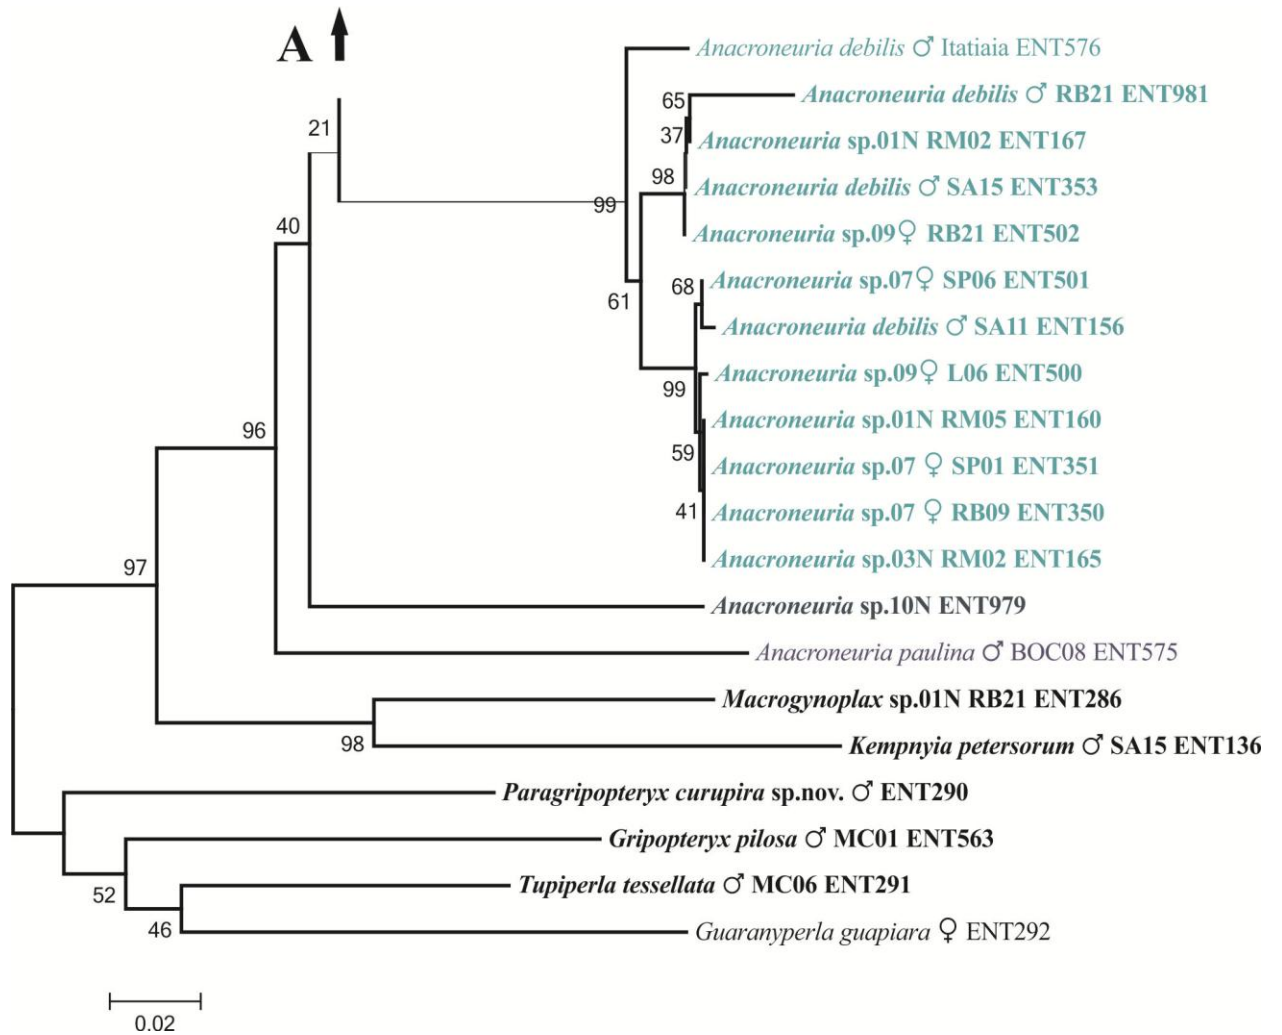 A
Anacroneuria debilis ♂ Itatiaia ENT576
65
Anacroneuria debilis ♂ RB21 ENT981
21
37
Anacroneuria sp.01N RM02 ENT167
98
Anacroneuria debilis ♂ SA15 ENT353
99
40
Anacroneuria sp.09♀ RB21 ENT502
68
Anacroneuria sp.07♀ SP06 ENT501
61
Anacroneuria debilis ♂ SA11 ENT156
99
Anacroneuria sp.09♀ L06 ENT500
Anacroneuria sp.01N RM05 ENT160
96
59
Anacroneuria sp.07 ♀ SP01 ENT351
41
Anacroneuria sp.07 ♀ RB09 ENT350
Anacroneuria sp.03N RM02 ENT165
97
Anacroneuria sp.10N ENT979
Anacroneuria paulina ♂ BOC08 ENT575
Macrogynoplax sp.01N RB21 ENT286
98
Kempnyia petersorum ♂ SA15 ENT136
Paragripopteryx curupira sp.nov. ♂ ENT290
Gripopteryx pilosa ♂ MC01 ENT563
52
Tupiperla tessellata ♂ MC06 ENT291
46
Guaranyperla guapiara ♀ ENT292
0.02